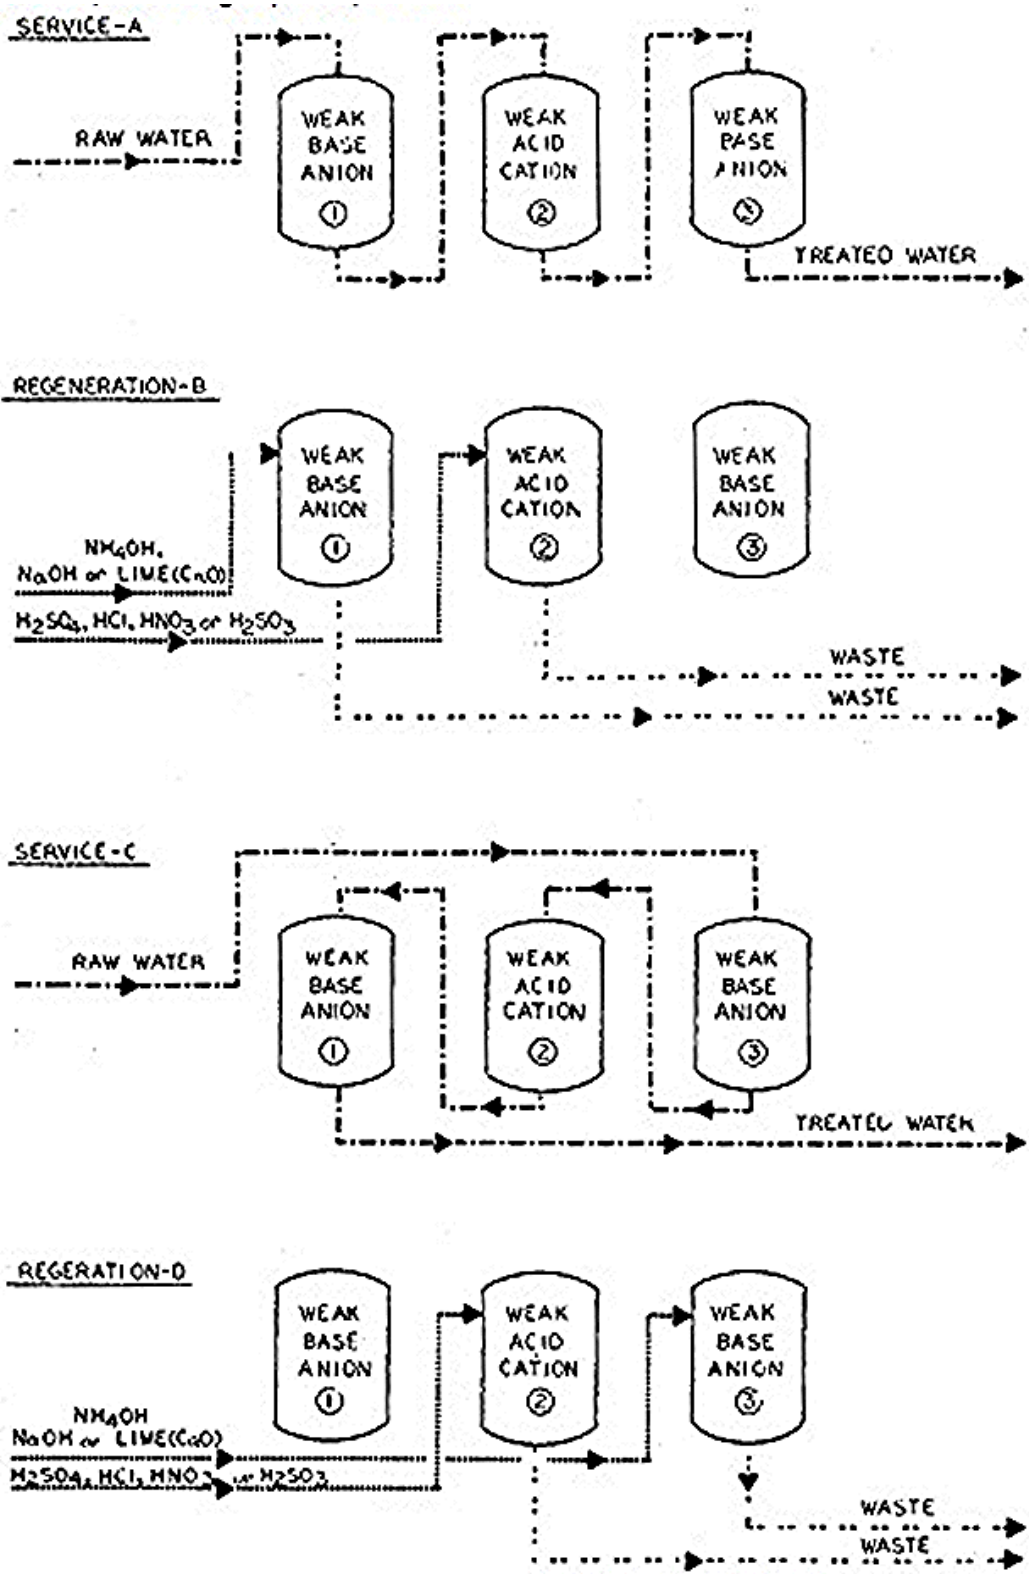 SERVICE-A
RAW WATER
WEAK
BASE
ANION
①
WEAK
ACID
CATION
②
WEAK
BASE
ANION
③
TREATED WATER
REGENERATION-B
WEAK
BASE
ANION
①
WEAK
ACID
CATION
②
WEAK
BASE
ANION
③
NH₄OH,
NaOH or LIME(CaO)
H₂SO₄, HCl, HNO₃ or H₂SO₃
WASTE
WASTE
SERVICE-C
RAW WATER
WEAK
BASE
ANION
①
WEAK
ACID
CATION
②
WEAK
BASE
ANION
③
TREATED WATER
REGERATION-D
WEAK
BASE
ANION
①
WEAK
ACID
CATION
②
WEAK
BASE
ANION
③
NH₄OH
NaOH or LIME(CaO)
H₂SO₄, HCl, HNO₃ or H₂SO₃
WASTE
WASTE